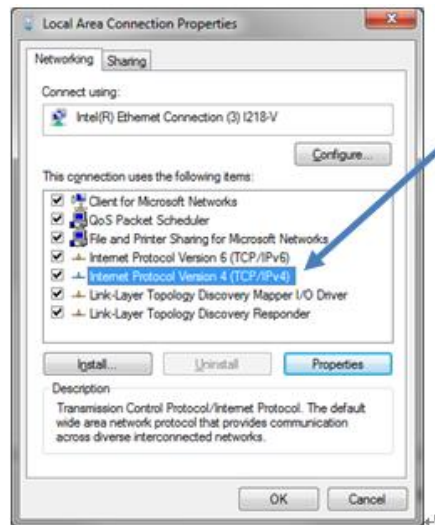 Local Area Connection Properties
Networking Sharing
Connect using:
Intel(R) Ethernet Connection (3) I218-V
Configure...
This connection uses the following items:
Client for Microsoft Networks
QoS Packet Scheduler
File and Printer Sharing for Microsoft Networks
Internet Protocol Version 6 (TCP/IPv6)
Internet Protocol Version 4 (TCP/IPv4)
Link-Layer Topology Discovery Mapper I/O Driver
Link-Layer Topology Discovery Responder
Install... Uninstall Properties
Description
Transmission Control Protocol/Internet Protocol. The default
wide area network protocol that provides communication
across diverse interconnected networks.
OK Cancel